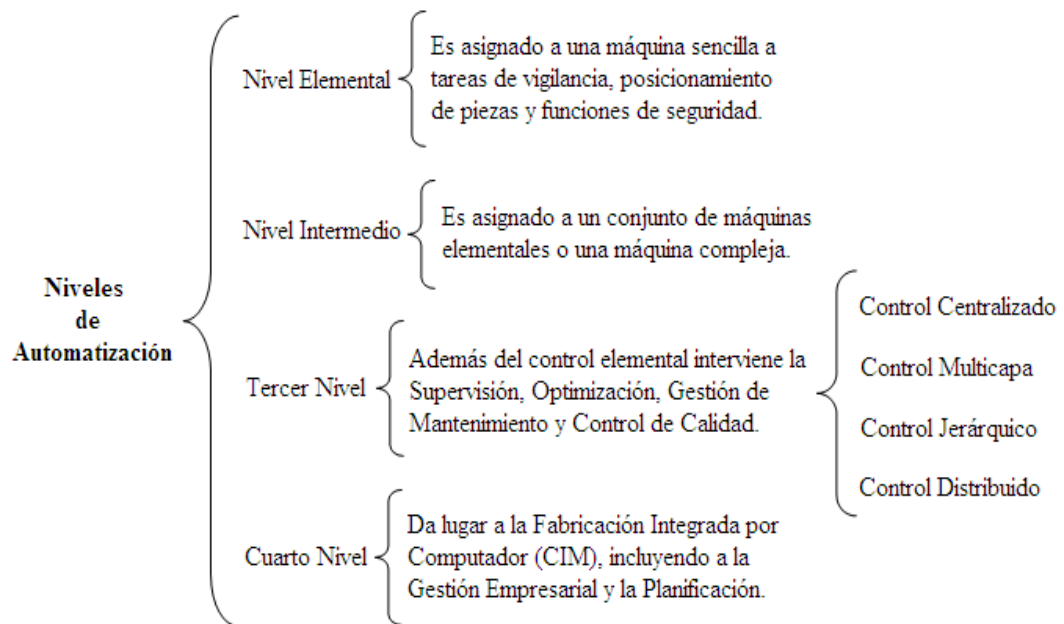 Niveles
de
Automatización
Nivel Elemental
Es asignado a una máquina sencilla a
tareas de vigilancia, posicionamiento
de piezas y funciones de seguridad.
Nivel Intermedio
Es asignado a un conjunto de máquinas
elementales o una máquina compleja.
Tercer Nivel
Además del control elemental interviene la
Supervisión, Optimización, Gestión de
Mantenimiento y Control de Calidad.
Control Centralizado
Control Multicapa
Control Jerárquico
Control Distribuido
Cuarto Nivel
Da lugar a la Fabricación Integrada por
Computador (CIM), incluyendo a la
Gestión Empresarial y la Planificación.